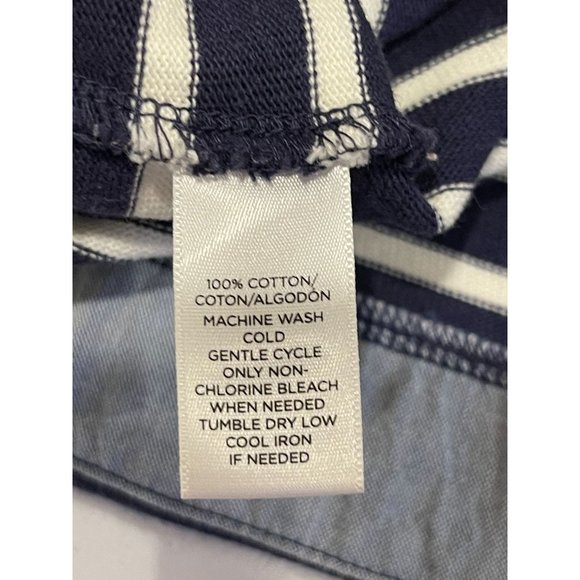 100% COTTON/
COTON/ALGODÓN
MACHINE WASH
COLD
GENTLE CYCLE
ONLY NON-
CHLORINE BLEACH
WHEN NEEDED
TUMBLE DRY LOW
COOL IRON
IF NEEDED